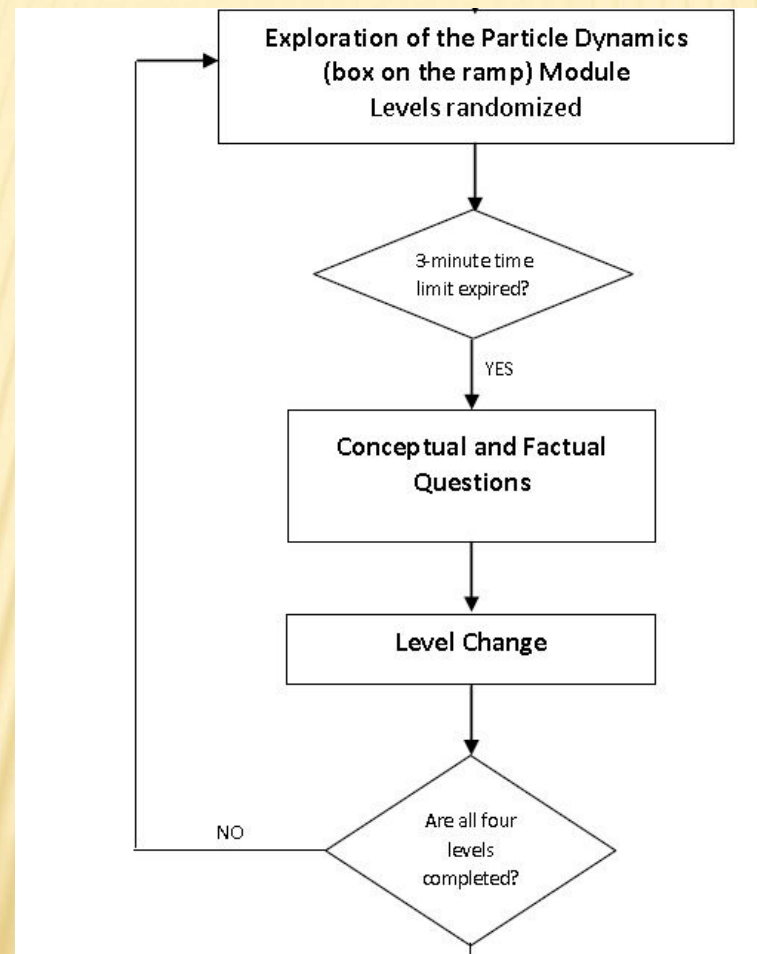 Exploration of the Particle Dynamics
(box on the ramp) Module
Levels randomized
3-minute time
limit expired?
YES
Conceptual and Factual
Questions
Level Change
Are all four
levels
completed?
NO